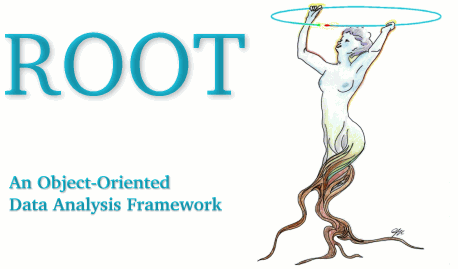 ROOT
An Object-Oriented
Data Analysis Framework